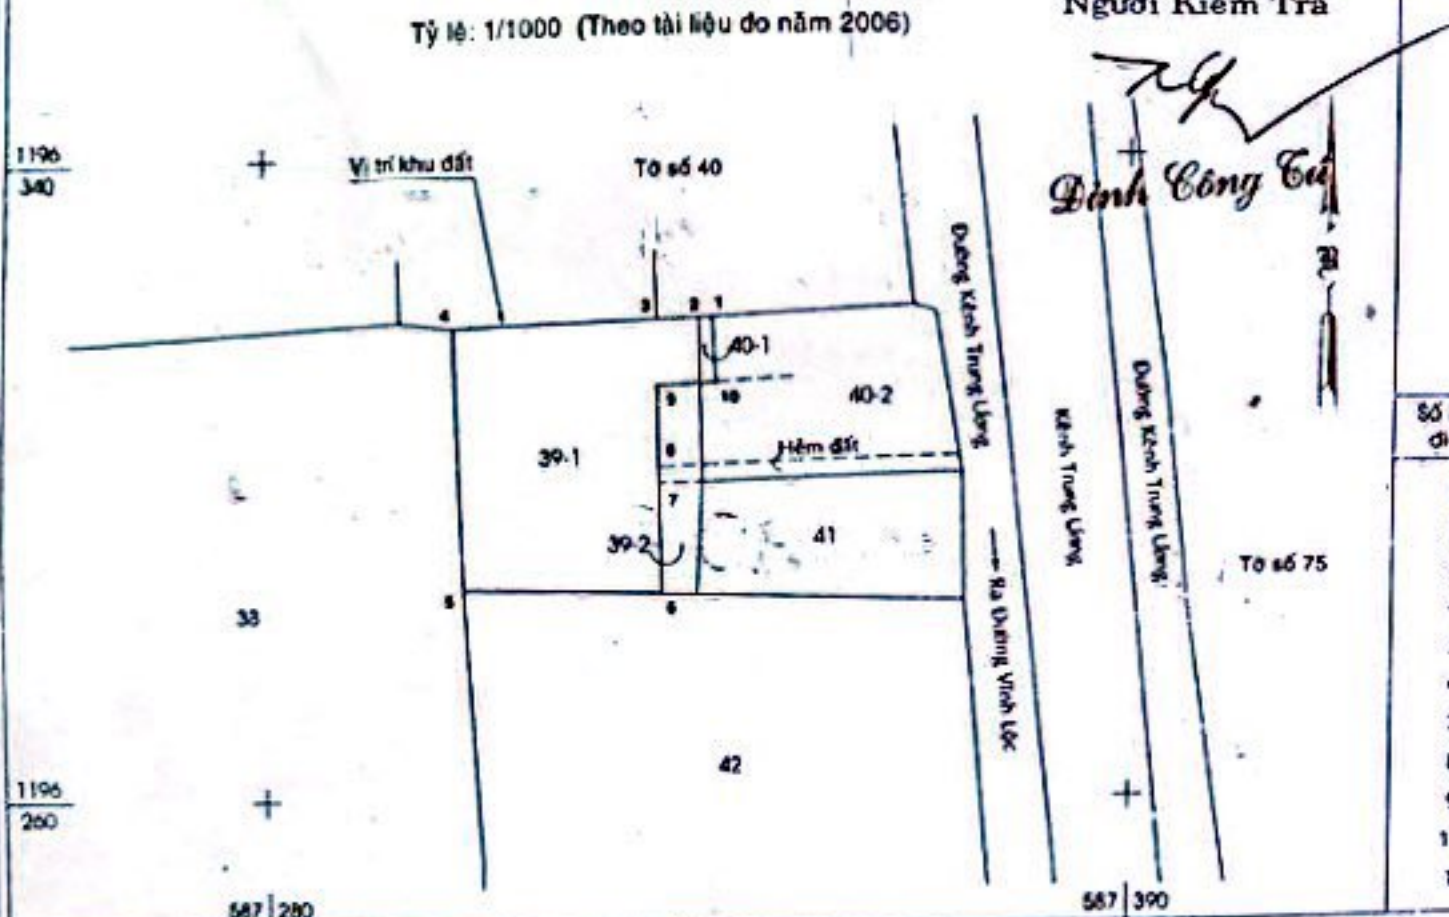 Người Kiểm Tra
Tỷ lệ: 1/1000 (Theo tài liệu đo năm 2006)
1196
340
Vị trí khu đất
Tờ số 40
Đinh Công Tứ
4
3
2
1
40-1
9
10
40-2
39-1
8
Hẻm đất
7
39-2
41
5
6
38
42
Đường Kênh Trung Ương
Kênh Trung Ương
Đường Kênh Trung Ương
Ra Đường Vĩnh Lộc
Tờ số 75
Số
1196
260
587 280
587 390